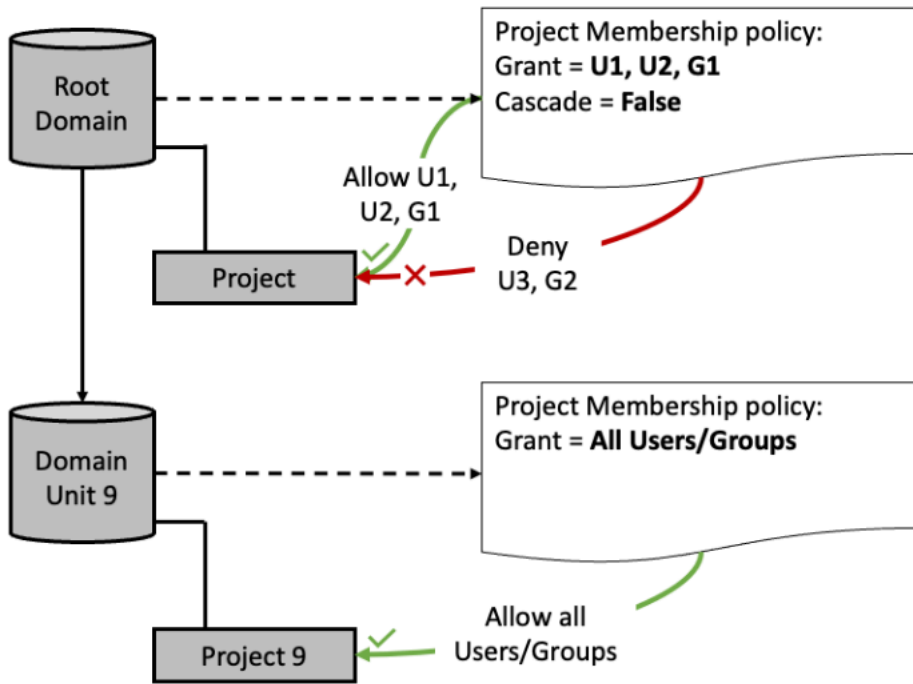 Root
Domain
Project Membership policy:
Grant = U1, U2, G1
Cascade = False
Allow U1,
U2, G1
Deny
U3, G2
Project
Domain
Unit 9
Project Membership policy:
Grant = All Users/Groups
Allow all
Users/Groups
Project 9